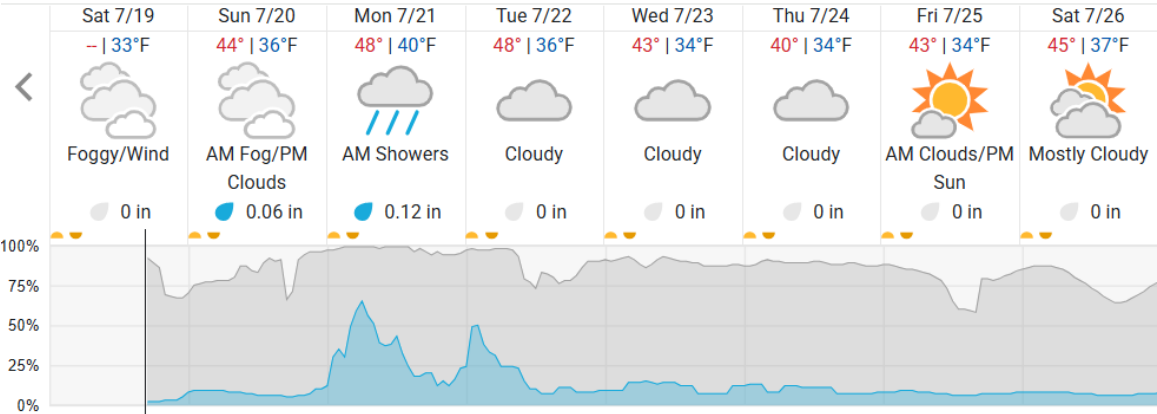 Sat 7/19 Sun 7/20 Mon 7/21 Tue 7/22 Wed 7/23 Thu 7/24 Fri 7/25 Sat 7/26
-- | 33°F 44° | 36°F 48° | 40°F 48° | 36°F 43° | 34°F 40° | 34°F 43° | 34°F 45° | 37°F
Foggy/Wind AM Fog/PM AM Showers Cloudy Cloudy Cloudy AM Clouds/PM Mostly Cloudy
Clouds Sun
0 in 0.06 in 0.12 in 0 in 0 in 0 in 0 in 0 in
100%
75%
50%
25%
0%